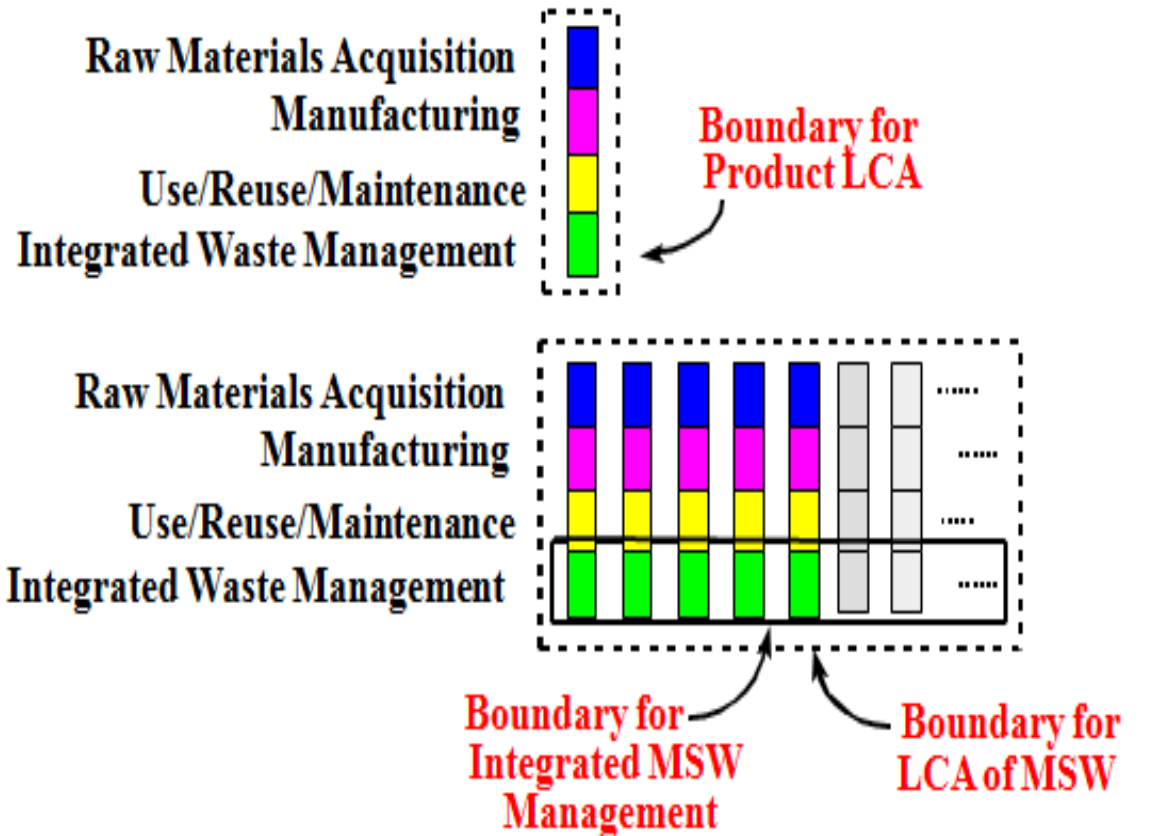 Raw Materials Acquisition
Manufacturing
Use/Reuse/Maintenance
Integrated Waste Management
Boundary for
Product LCA
Raw Materials Acquisition
Manufacturing
Use/Reuse/Maintenance
Integrated Waste Management
Boundary for
Integrated MSW
Management
Boundary for
LCA of MSW